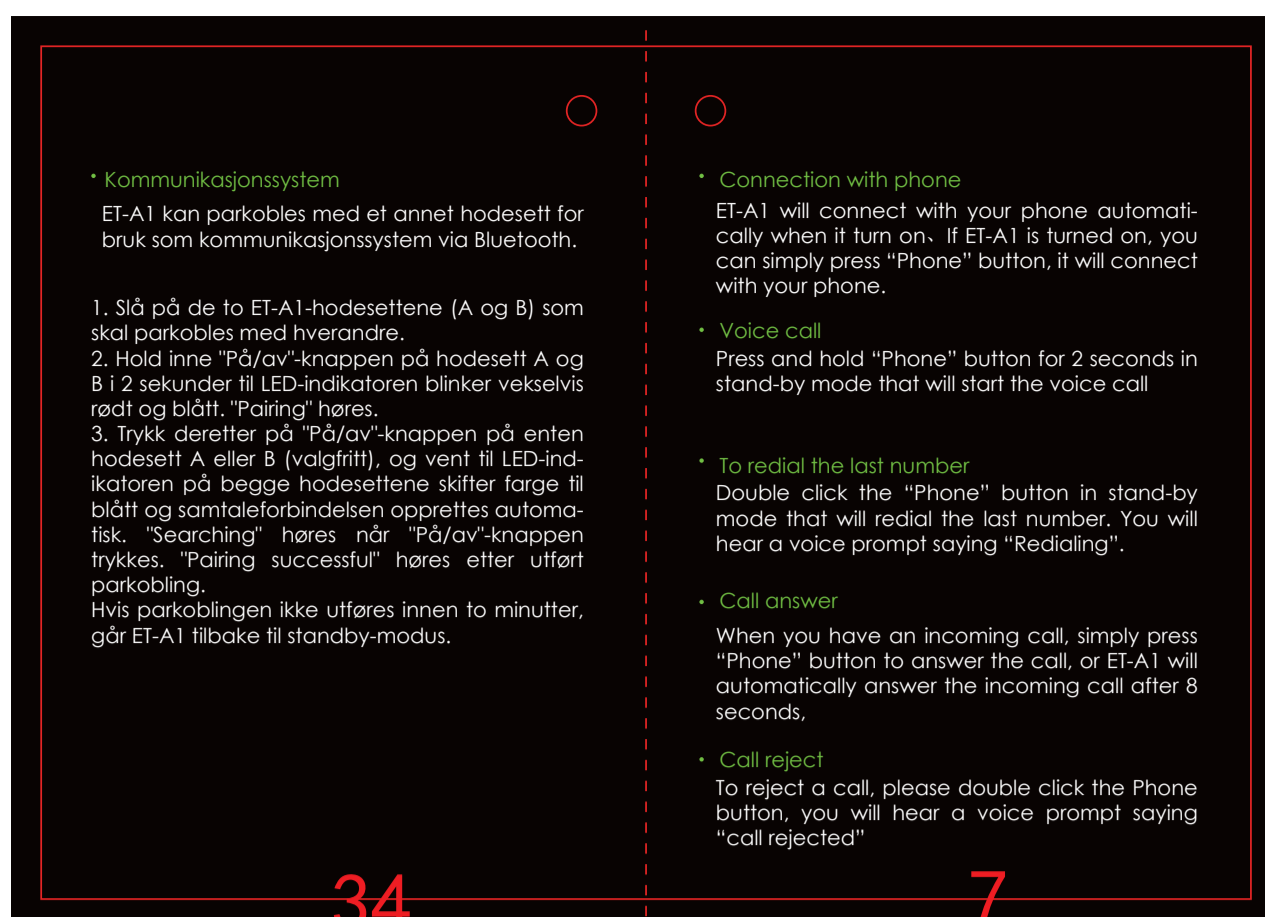 • Kommunikasjonssystem
ET-A1 kan parkobles med et annet hodesett for
bruk som kommunikasjonssystem via Bluetooth.
1. Slå på de to ET-A1-hodesettene (A og B) som
skal parkobles med hverandre.
2. Hold inne "På/av"-knappen på hodesett A og
B i 2 sekunder til LED-indikatoren blinker vekselvis
rødt og blått. "Pairing" høres.
3. Trykk deretter på "På/av"-knappen på enten
hodesett A eller B (valgfritt), og vent til LED-ind-
ikatoren på begge hodesettene skifter farge til
blått og samtaleforbindelsen opprettes automa-
tisk. "Searching" høres når "På/av"-knappen
trykkes. "Pairing successful" høres etter utført
parkobling.
Hvis parkoblingen ikke utføres innen to minutter,
går ET-A1 tilbake til standby-modus.
34
• Connection with phone
ET-A1 will connect with your phone automati-
cally when it turn on、If ET-A1 is turned on, you
can simply press “Phone” button, it will connect
with your phone.
• Voice call
Press and hold “Phone” button for 2 seconds in
stand-by mode that will start the voice call
• To redial the last number
Double click the “Phone” button in stand-by
mode that will redial the last number. You will
hear a voice prompt saying “Redialing”.
• Call answer
When you have an incoming call, simply press
“Phone” button to answer the call, or ET-A1 will
automatically answer the incoming call after 8
seconds,
• Call reject
To reject a call, please double click the Phone
button, you will hear a voice prompt saying
“call rejected”
7